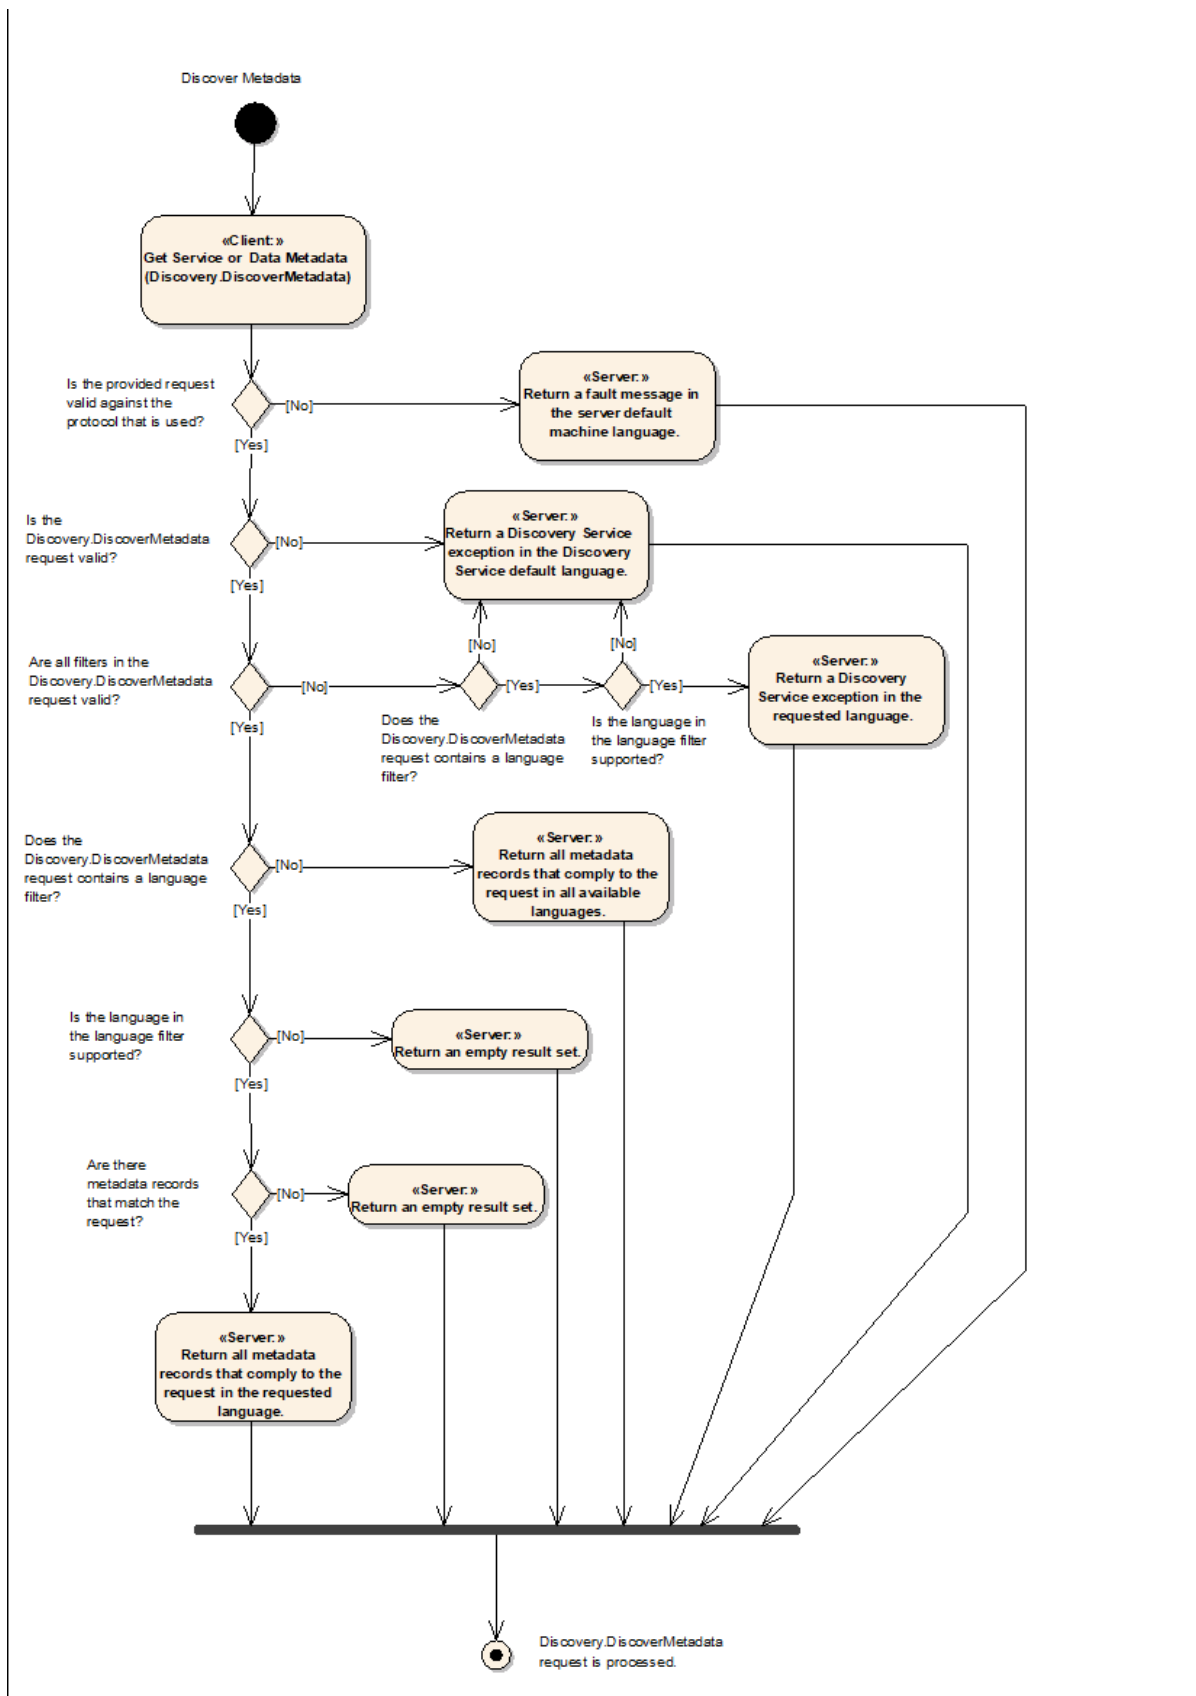 Discover Metadata
«Client: »
Get Service or Data Metadata
(Discovery.DiscoverMetadata)
Is the provided request
valid against the
protocol that is used?
[No]
[Yes]
«Server: »
Return a fault message in
the server default
machine language.
Is the
Discovery.DiscoverMetadata
request valid?
[No]
[Yes]
«Server: »
Return a Discovery Service
exception in the Discovery
Service default language.
Are all filters in the
Discovery.DiscoverMetadata
request valid?
[No]
[Yes]
[No]
[Yes]
Does the
Discovery.DiscoverMetadata
request contains a language
filter?
[No]
[Yes]
Is the language in
the language filter
supported?
«Server: »
Return a Discovery
Service exception in the
requested language.
Does the
Discovery.DiscoverMetadata
request contains a language
filter?
[No]
[Yes]
«Server: »
Return all metadata
records that comply to the
request in all available
languages.
Is the language in
the language filter
supported?
[No]
[Yes]
«Server: »
Return an empty result set.
Are there
metadata records
that match the
request?
[No]
[Yes]
«Server: »
Return an empty result set.
«Server: »
Return all metadata
records that comply to the
request in the requested
language.
Discovery.DiscoverMetadata
request is processed.